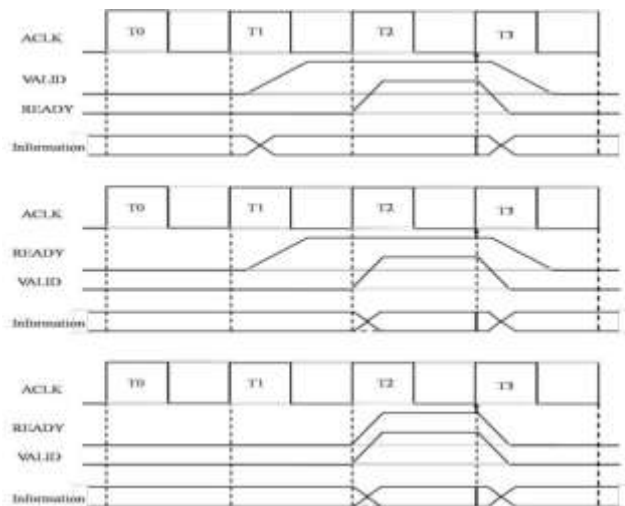 ACLK T0 T1 T2 T3
VALID
READY
Information
ACLK T0 T1 T2 T3
READY
VALID
Information
ACLK T0 T1 T2 T3
READY
VALID
Information